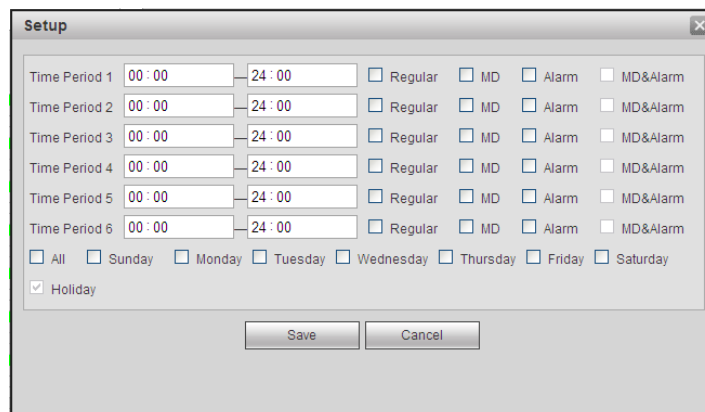 Setup
Time Period 1 00:00 — 24:00 Regular MD Alarm MD&Alarm
Time Period 2 00:00 — 24:00 Regular MD Alarm MD&Alarm
Time Period 3 00:00 — 24:00 Regular MD Alarm MD&Alarm
Time Period 4 00:00 — 24:00 Regular MD Alarm MD&Alarm
Time Period 5 00:00 — 24:00 Regular MD Alarm MD&Alarm
Time Period 6 00:00 — 24:00 Regular MD Alarm MD&Alarm
All Sunday Monday Tuesday Wednesday Thursday Friday Saturday
Holiday
Save Cancel